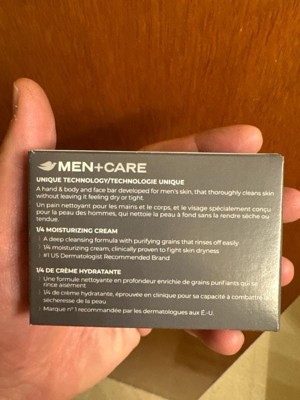 MEN+CARE
UNIQUE TECHNOLOGY/TECHNOLOGIE UNIQUE
A hand & body and face bar developed for men's skin, that thoroughly cleans skin
without leaving it feeling dry or tight.
Un pain nettoyant pour les mains et le corps, et le visage spécialement conçu
pour la peau des hommes, qui nettoie la peau à fond sans la rendre sèche ou
tendue.
1/4 MOISTURIZING CREAM
› A deep cleansing formula with purifying grains that rinses off easily
› 1/4 moisturizing cream, clinically proven to fight skin dryness
› #1 US Dermatologist Recommended Brand
1/4 DE CRÈME HYDRATANTE
› Une formule nettoyante en profondeur enrichie de grains purifiants qui se
rince aisément
› 1/4 de crème hydratante, éprouvée en clinique pour sa capacité à combattre la
sécheresse de la peau
› Marque n° 1 recommandée par les dermatologues aux É.-U.